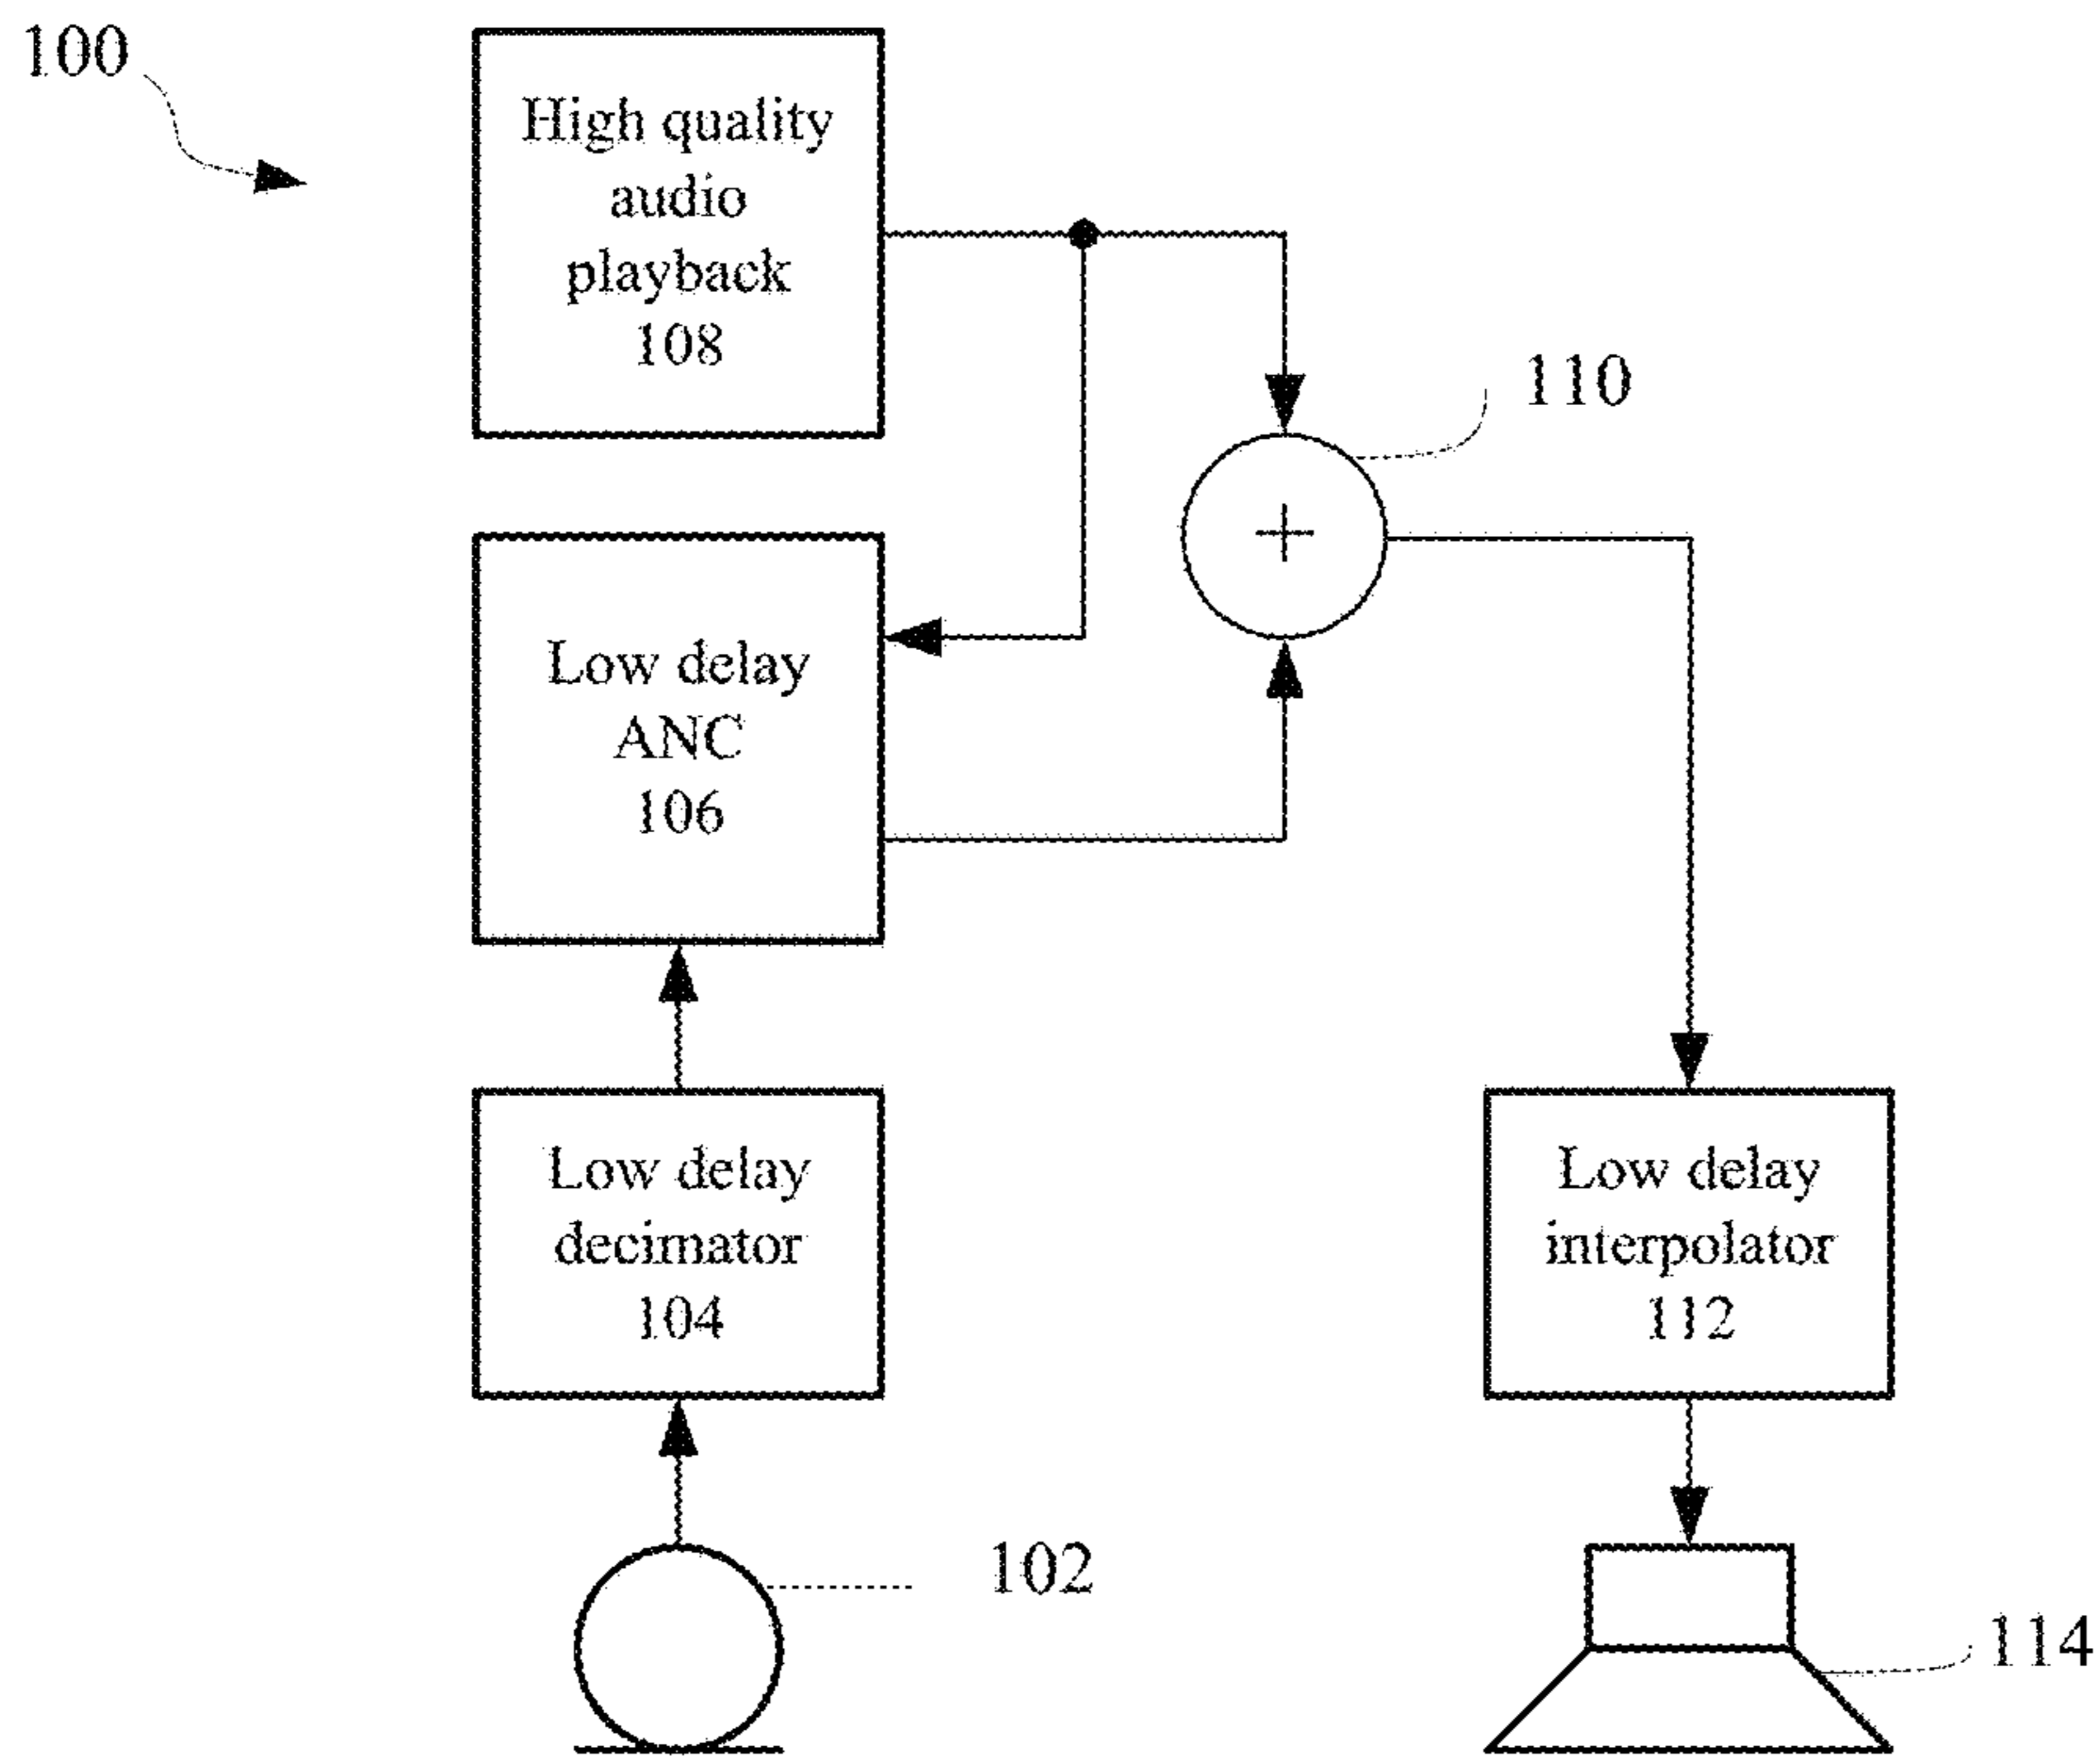 100
High quality
audio
playback
108
110
Low delay
ANC
106
Low delay
decimator
104
Low delay
interpolator
112
102
114